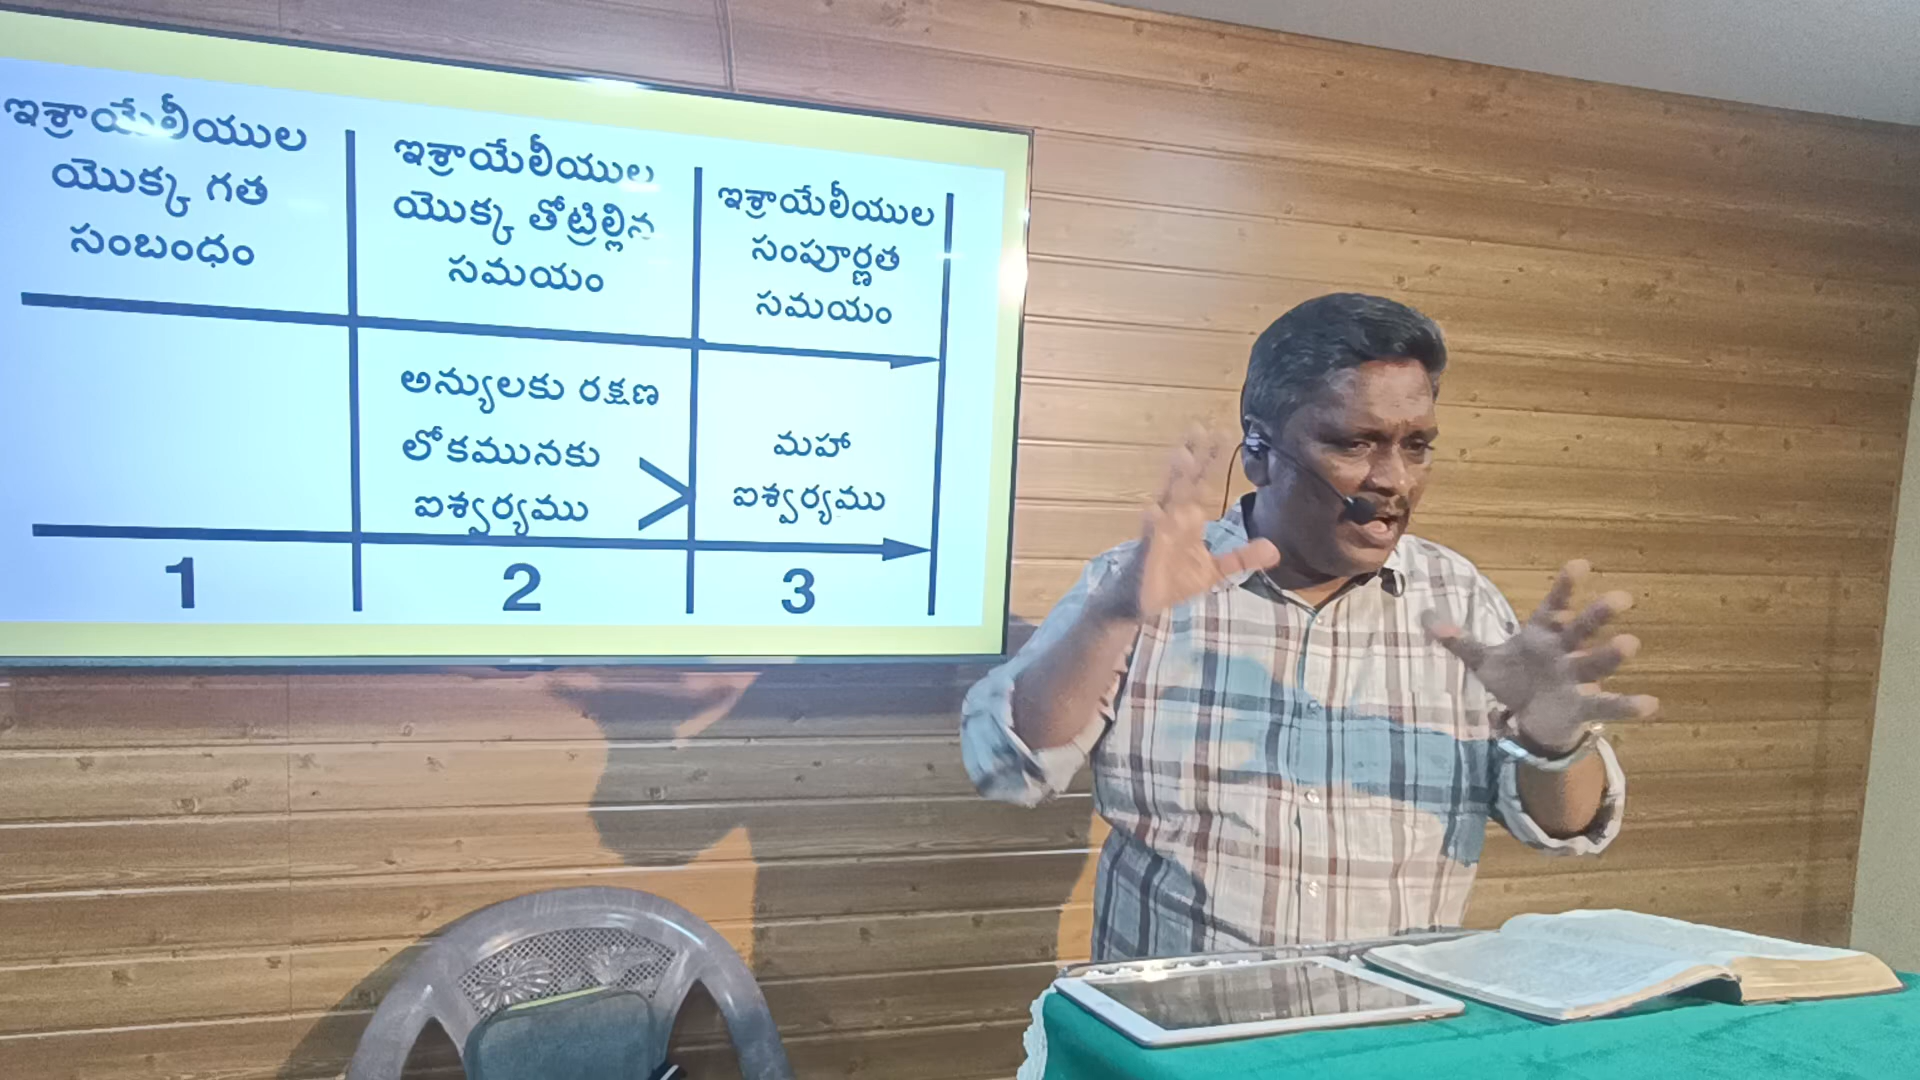 ఇశ్రాయేలీయుల
యొక్క గత
సంబంధం
ఇశ్రాయేలీయుల
యొక్క తోట్రిల్లిన
సమయం
ఇశ్రాయేలీయుల
సంపూర్ణత
సమయం
అన్యులకు రక్షణ
లోకమునకు
ఐశ్వర్యము
>
మహా
ఐశ్వర్యము
1
2
3